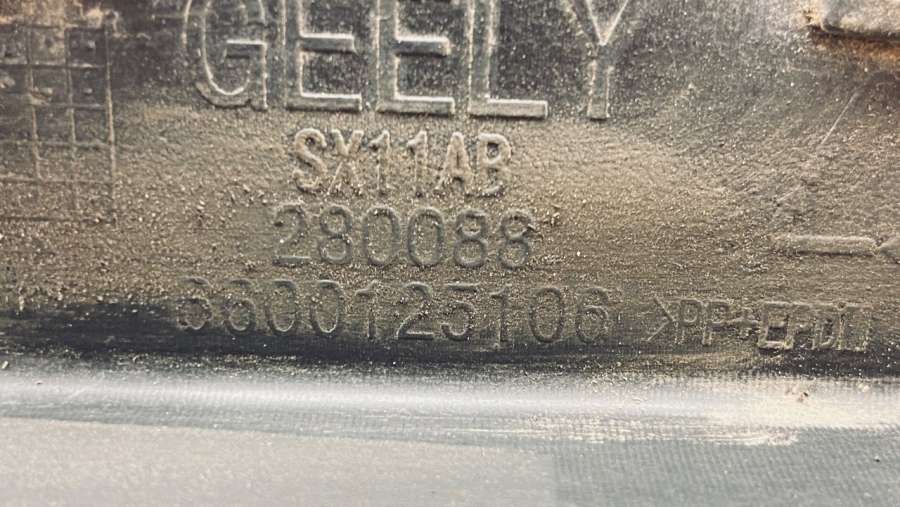 GEELY
SX11AB
280088
6600125106 >PP+EPDM